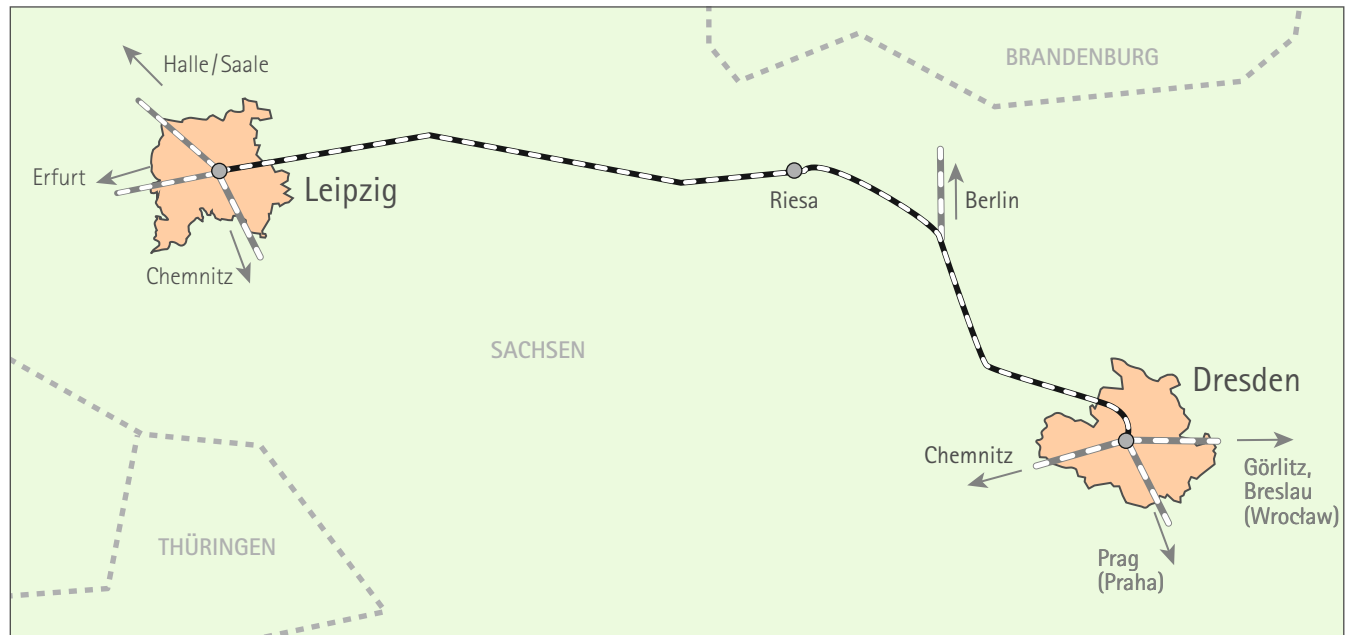 Halle/Saale
BRANDENBURG
Erfurt
Leipzig
Riesa
Berlin
Chemnitz
SACHSEN
Dresden
Chemnitz
Görlitz,
Breslau
(Wrocław)
THÜRINGEN
Prag
(Praha)